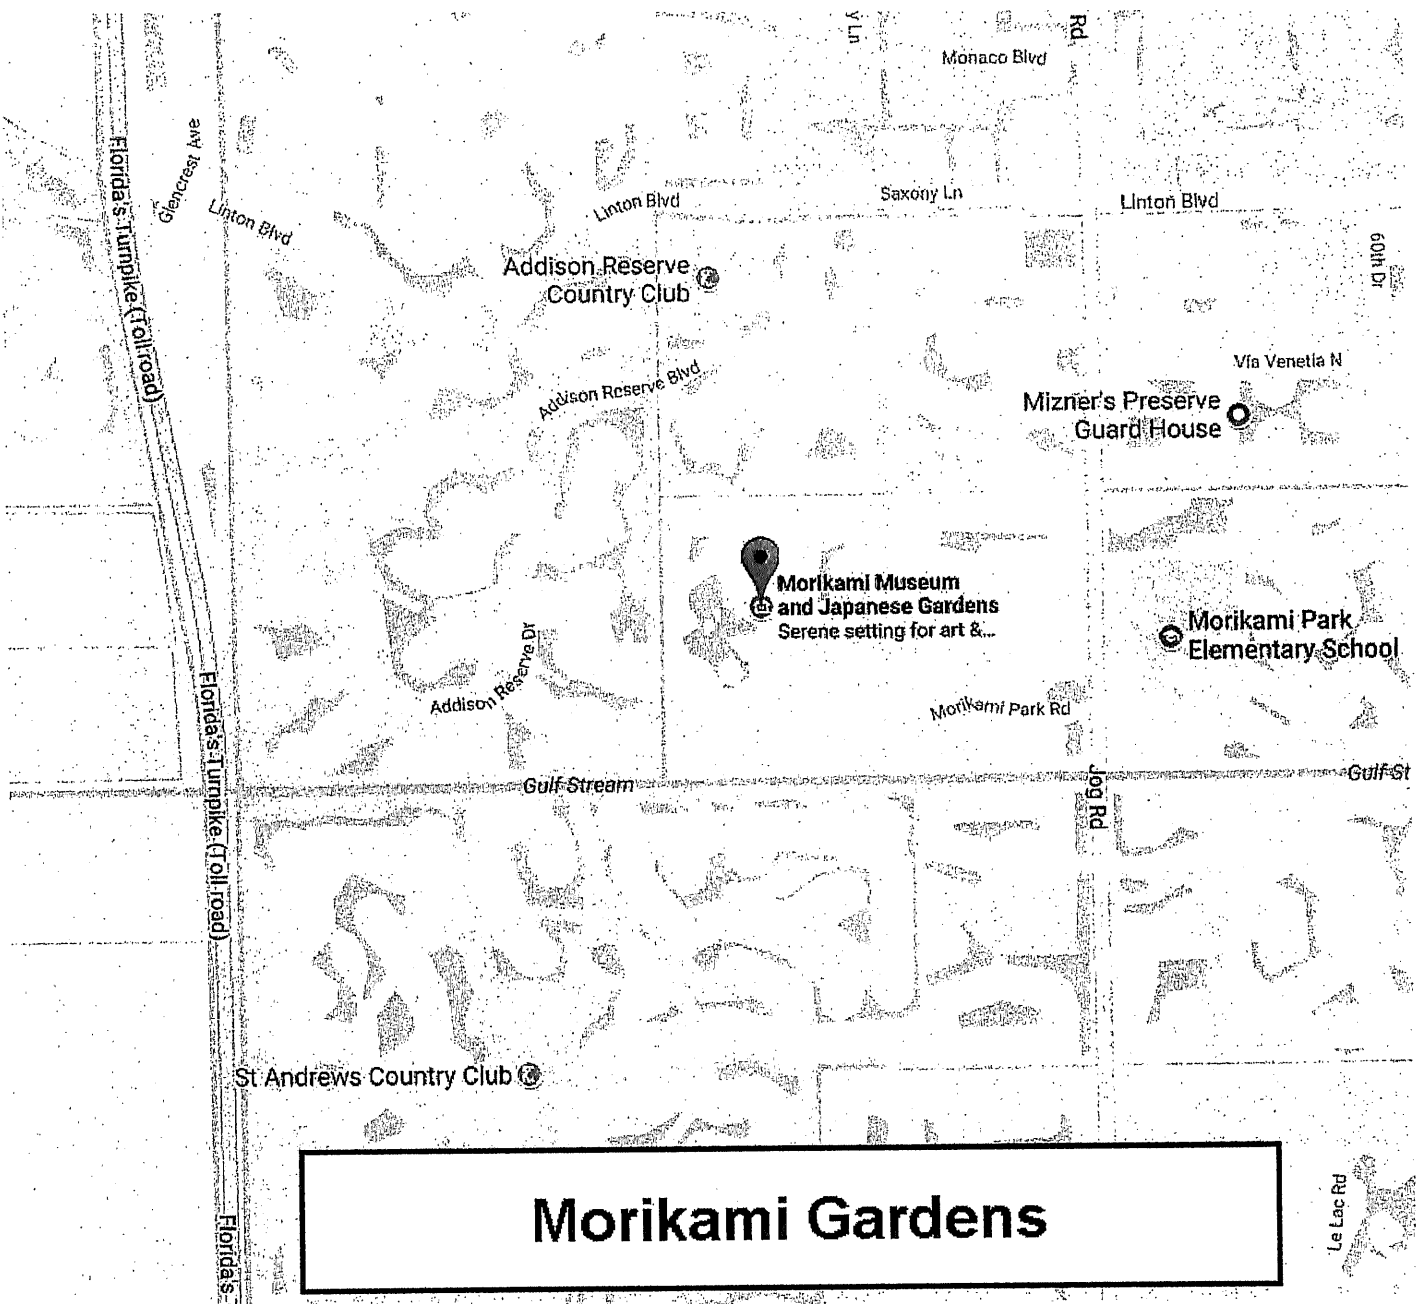 y Ln
Rd
Monaco Blvd
Florida's Turnpike (Toll road)
Glencrest Ave
Linton Blvd
Linton Blvd
Saxony Ln
Linton Blvd
60th Dr
Addison Reserve
Country Club
Addison Reserve Blvd
Via Venetia N
Mizner's Preserve
Guard House
Morikami Museum
and Japanese Gardens
Serene setting for art &...
Morikami Park
Elementary School
Addison Reserve Dr
Morikami Park Rd
Florida's Turnpike (Toll road)
Gulf Stream
Jog Rd
Gulf St
St Andrews Country Club
Morikami Gardens
Le Lac Rd
Florida's